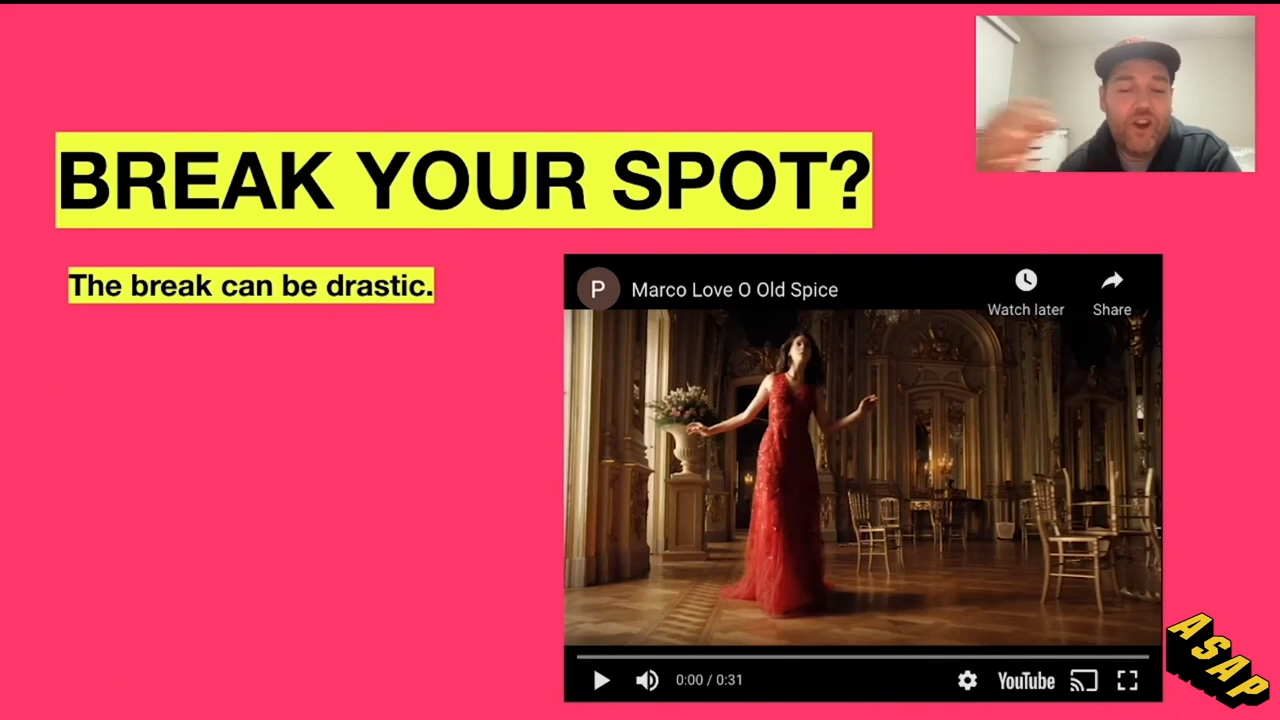 BREAK YOUR SPOT?
The break can be drastic.
P
Marco Love O Old Spice
Watch later
Share
0:00 / 0:31
YouTube
ASAP